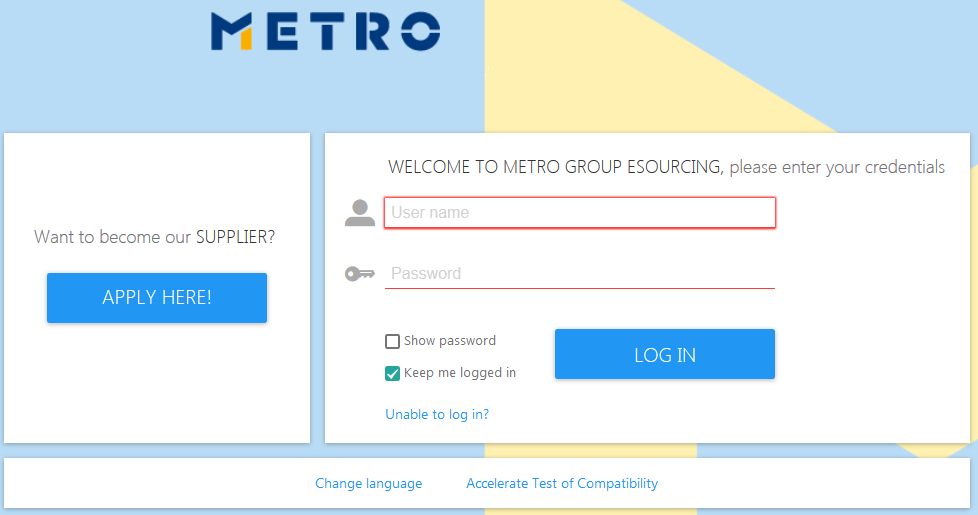 METRO
WELCOME TO METRO GROUP ESOURCING, please enter your credentials
User name
Want to become our SUPPLIER?
Password
APPLY HERE!
Show password
LOG IN
Keep me logged in
Unable to log in?
Change language
Accelerate Test of Compatibility